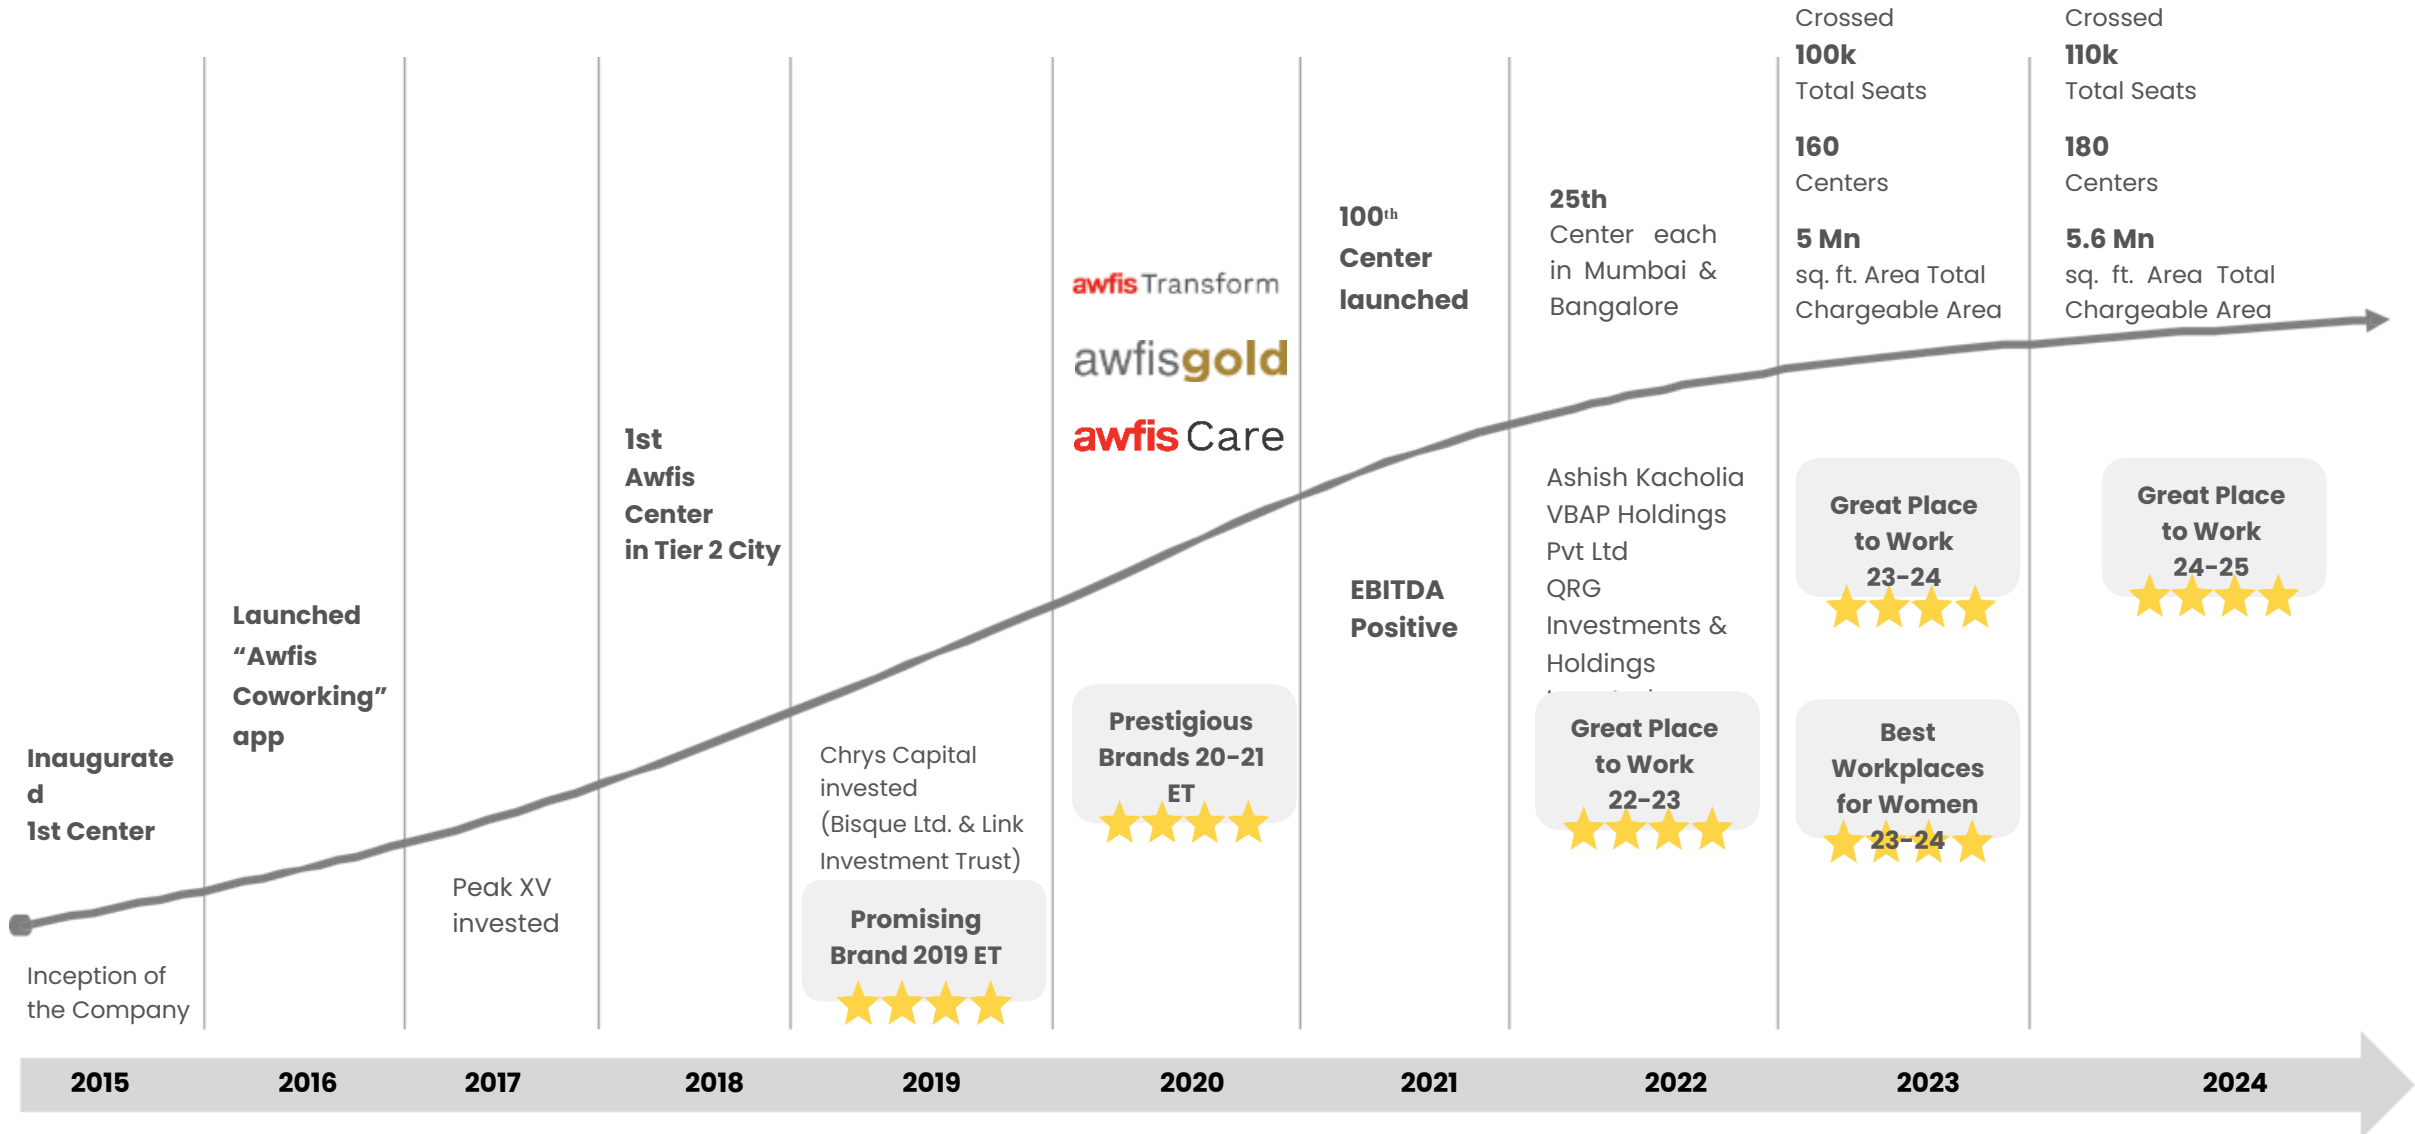 Inaugurate
d
1st Center
Inception of
the Company
Launched
“Awfis
Coworking”
app
Peak XV
invested
1st
Awfis
Center
in Tier 2 City
Chrys Capital
invested
(Bisque Ltd. & Link
Investment Trust)
Promising
Brand 2019 ET
awfis Transform
awfisgold
awfis Care
Prestigious
Brands 20-21
ET
100th
Center
launched
EBITDA
Positive
25th
Center each
in Mumbai &
Bangalore
Ashish Kacholia
VBAP Holdings
Pvt Ltd
QRG
Investments &
Holdings
Great Place
to Work
22-23
Crossed
100k
Total Seats
160
Centers
5 Mn
sq. ft. Area Total
Chargeable Area
Great Place
to Work
23-24
Best
Workplaces
for Women
23-24
Crossed
110k
Total Seats
180
Centers
5.6 Mn
sq. ft. Area Total
Chargeable Area
Great Place
to Work
24-25
2015 2016 2017 2018 2019 2020 2021 2022 2023 2024